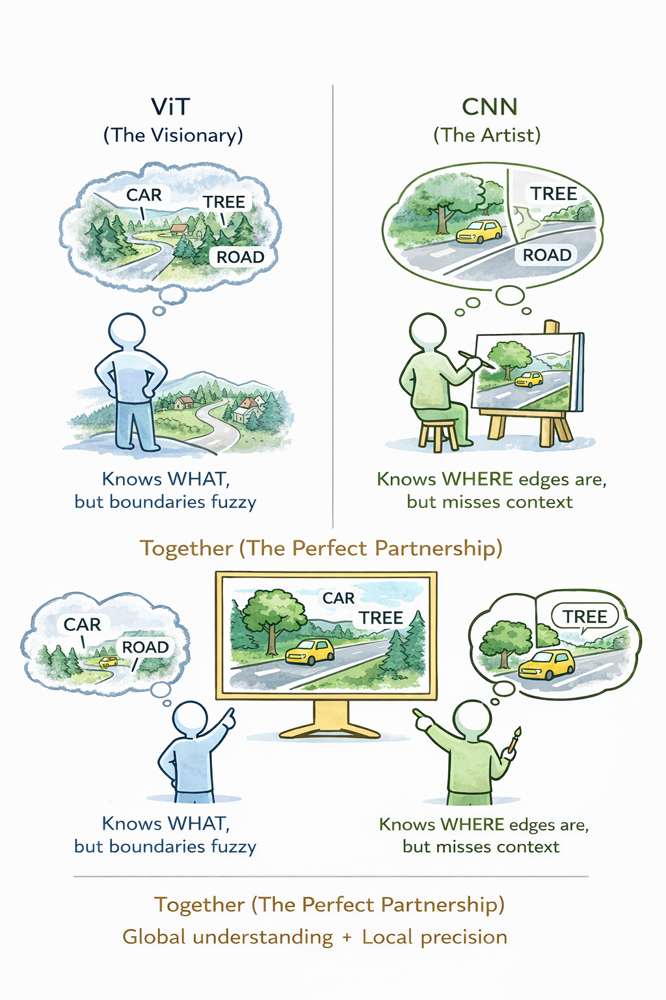 ViT
(The Visionary)
CAR
TREE
ROAD
Knows WHAT,
but boundaries fuzzy
CNN
(The Artist)
TREE
ROAD
Knows WHERE edges are,
but misses context
Together (The Perfect Partnership)
CAR
ROAD
CAR
TREE
TREE
Knows WHAT,
but boundaries fuzzy
Knows WHERE edges are,
but misses context
Together (The Perfect Partnership)
Global understanding + Local precision